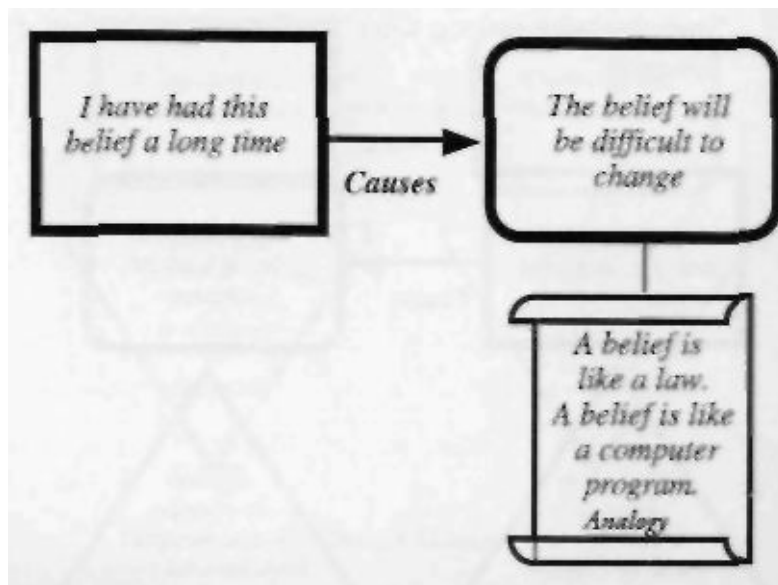 I have had this
belief a long time
Causes
The belief will
be difficult to
change
A belief is
like a law.
A belief is like
a computer
program.
Analogy